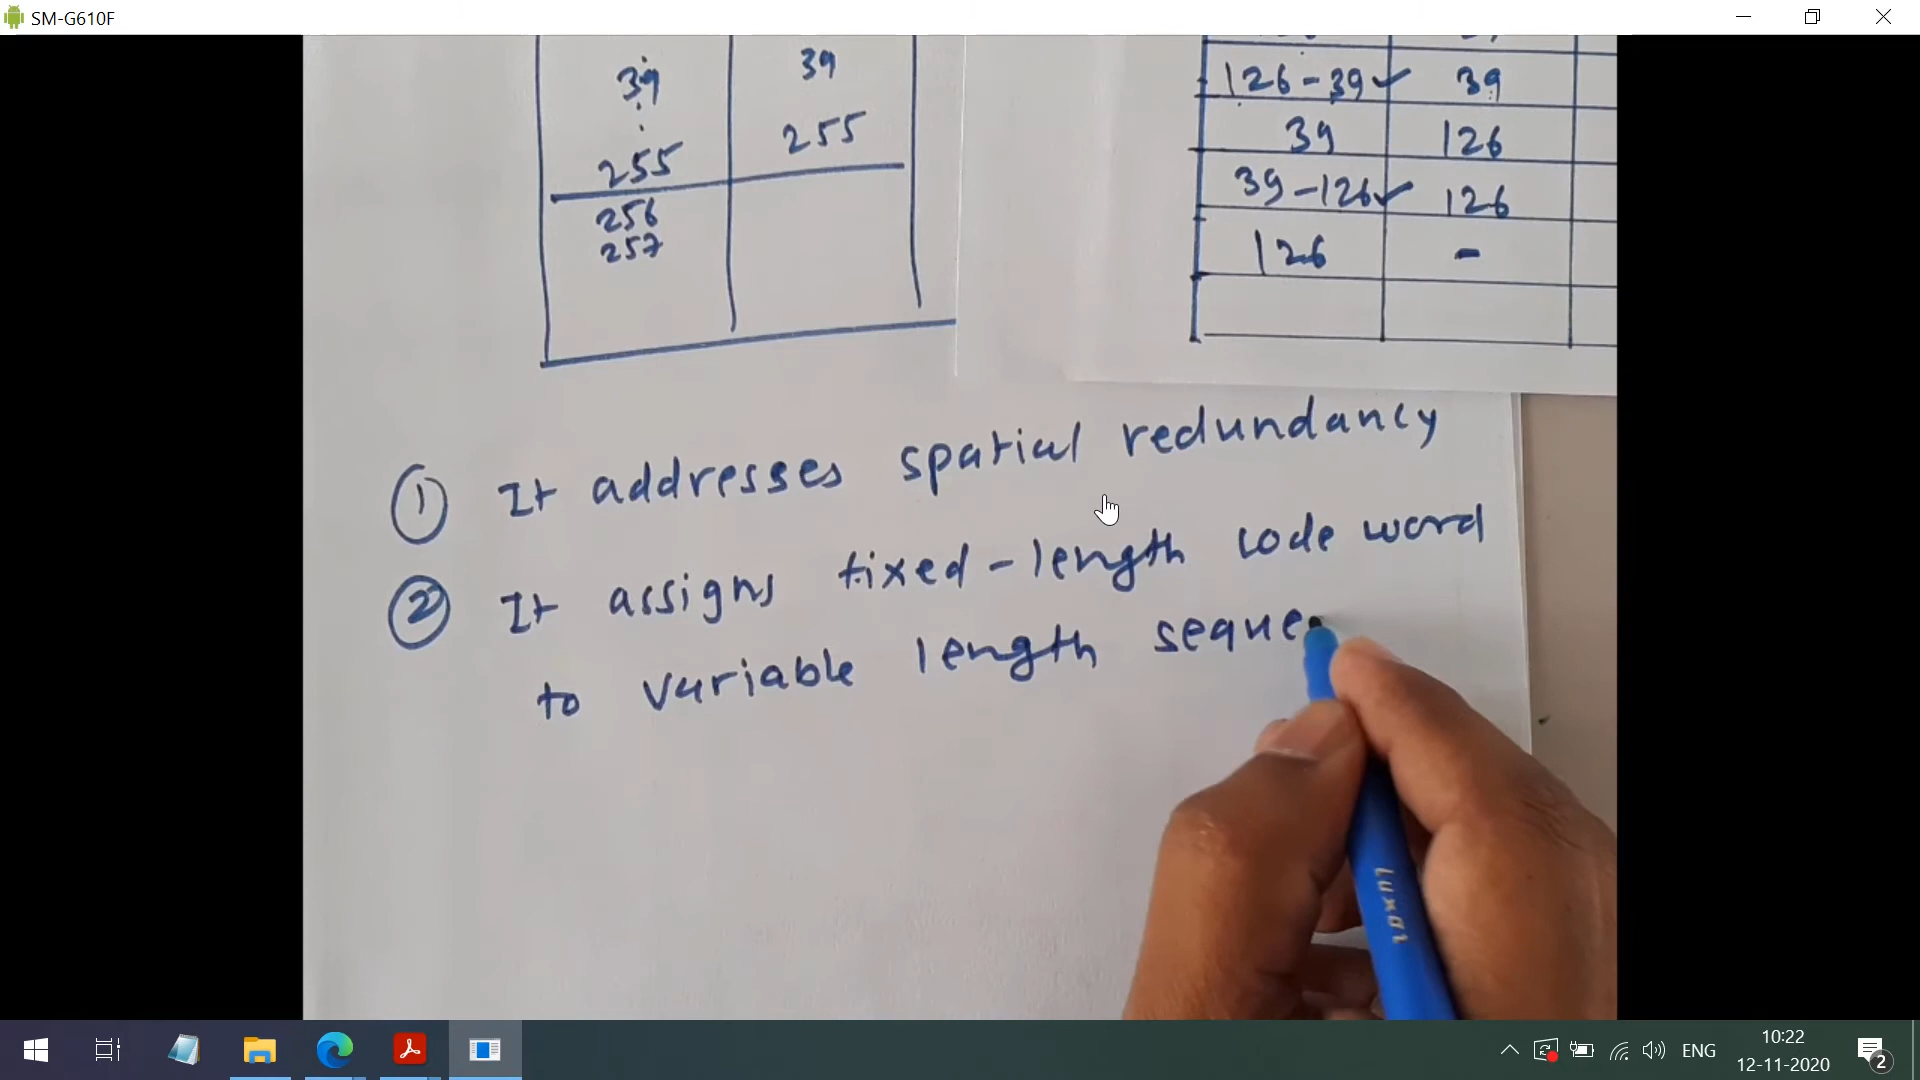 SM-G610F
39 39
255 255
256
257
126-39✓ 39
39 126
39-126✓ 126
126 -
① It addresses spatial redundancy
② It assigns fixed-length code word
to variable length seque
Luxor
ENG
10:22
12-11-2020
2